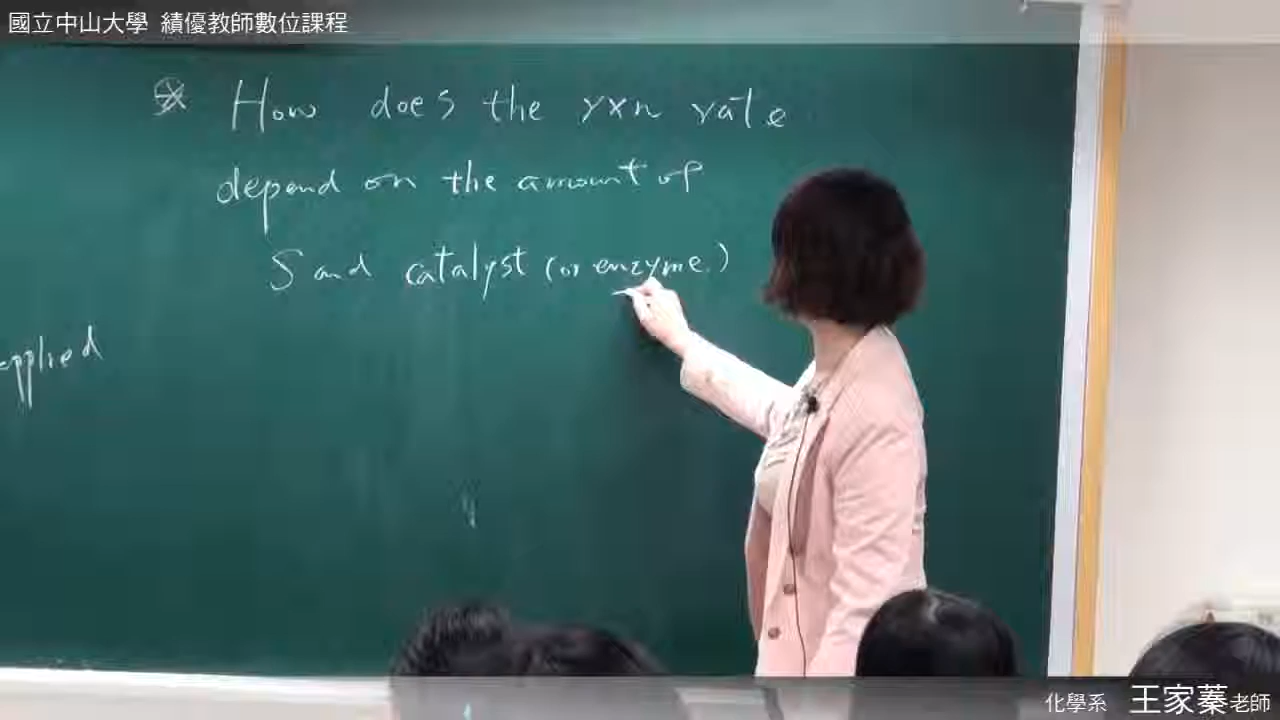 國立中山大學 績優教師數位課程
How does the rxn rate
depend on the amount of
S and catalyst (or enzyme.)
applied
化學系 王家蓁老師